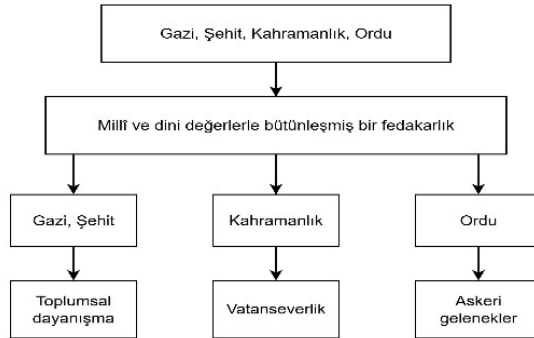 Gazi, Şehit, Kahramanlık, Ordu
Millî ve dini değerlerle bütünleşmiş bir fedakarlık
Gazi, Şehit
Kahramanlık
Ordu
Toplumsal
dayanışma
Vatanseverlik
Askeri
gelenekler